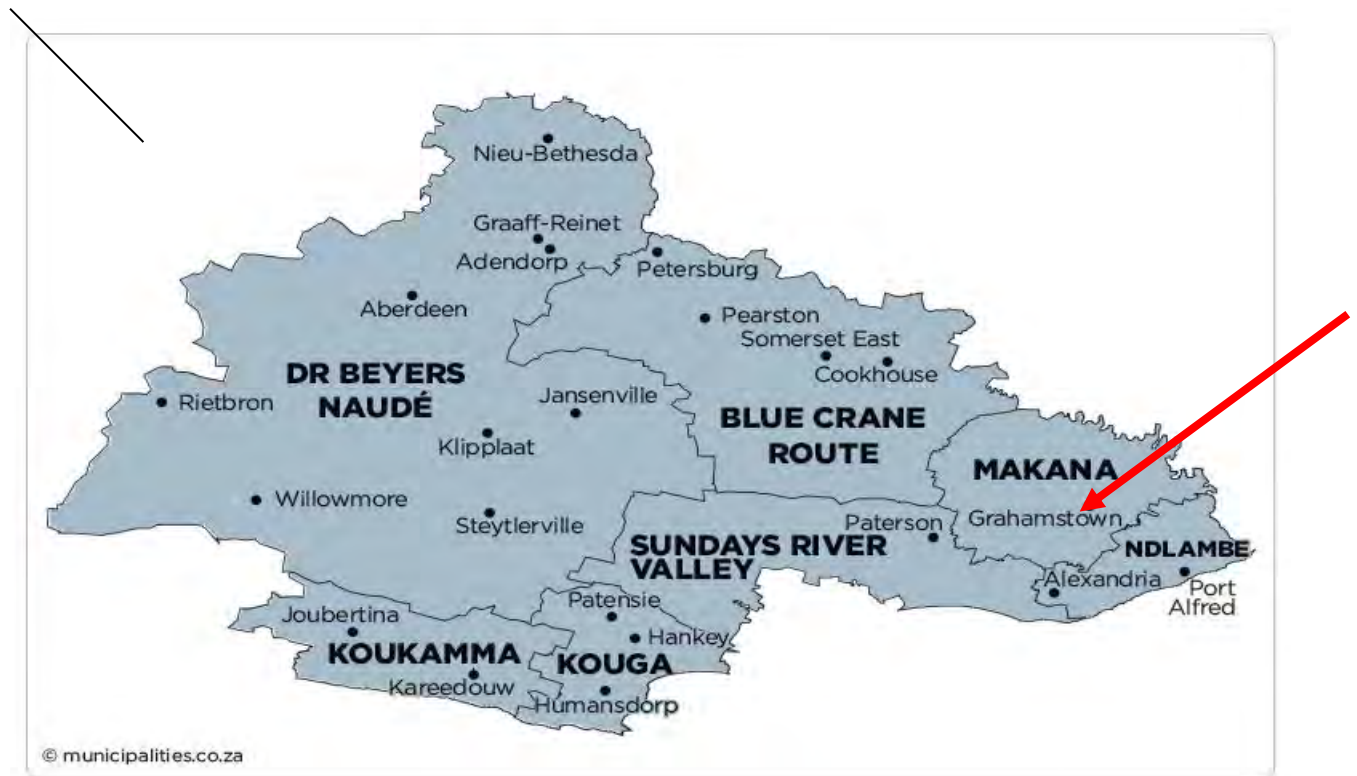 Nieu-Bethesda
Graaff-Reinet
Adendorp
Petersburg
Aberdeen
Pearston
Somerset East
Cookhouse
DR BEYERS
NAUDÉ
Rietbron
Jansenville
BLUE CRANE
ROUTE
Klipplaat
MAKANA
Willowmore
Steytlerville
Paterson
Grahamstown
SUNDAYS RIVER
VALLEY
NDLAMBE
Alexandria
Port
Alfred
Patensie
Joubertina
Hankey
KOUKAMMA
KOUGA
Kareedouw
Humansdorp
© municipalities.co.za